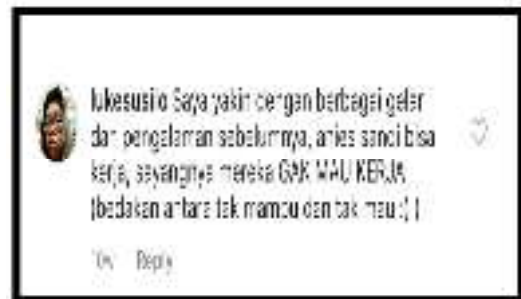 lukesusilo Saya yakin dengan berbagai gelar
dan pengalaman sebelumnya, anies sandi bisa
kerja, sayangnya mereka GAK MAU KERJA
(bedakan antara tak mampu dan tak mau :) )
Reply